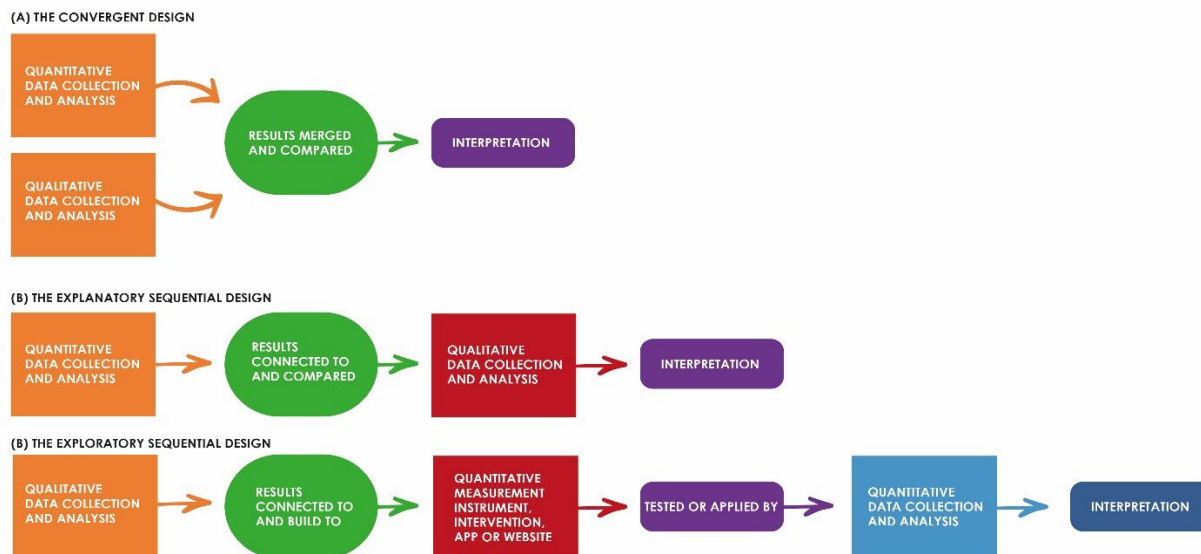 (A) THE CONVERGENT DESIGN
QUANTITATIVE
DATA COLLECTION
AND ANALYSIS
RESULTS MERGED
AND COMPARED
INTERPRETATION
QUALITATIVE
DATA COLLECTION
AND ANALYSIS
(B) THE EXPLANATORY SEQUENTIAL DESIGN
QUANTITATIVE
DATA COLLECTION
AND ANALYSIS
RESULTS
CONNECTED TO
AND COMPARED
QUALITATIVE
DATA COLLECTION
AND ANALYSIS
INTERPRETATION
(B) THE EXPLORATORY SEQUENTIAL DESIGN
QUALITATIVE
DATA COLLECTION
AND ANALYSIS
RESULTS
CONNECTED TO
AND BUILD TO
QUANTITATIVE
MEASUREMENT
INSTRUMENT,
INTERVENTION,
APP OR WEBSITE
TESTED OR APPLIED BY
QUANTITATIVE
DATA COLLECTION
AND ANALYSIS
INTERPRETATION